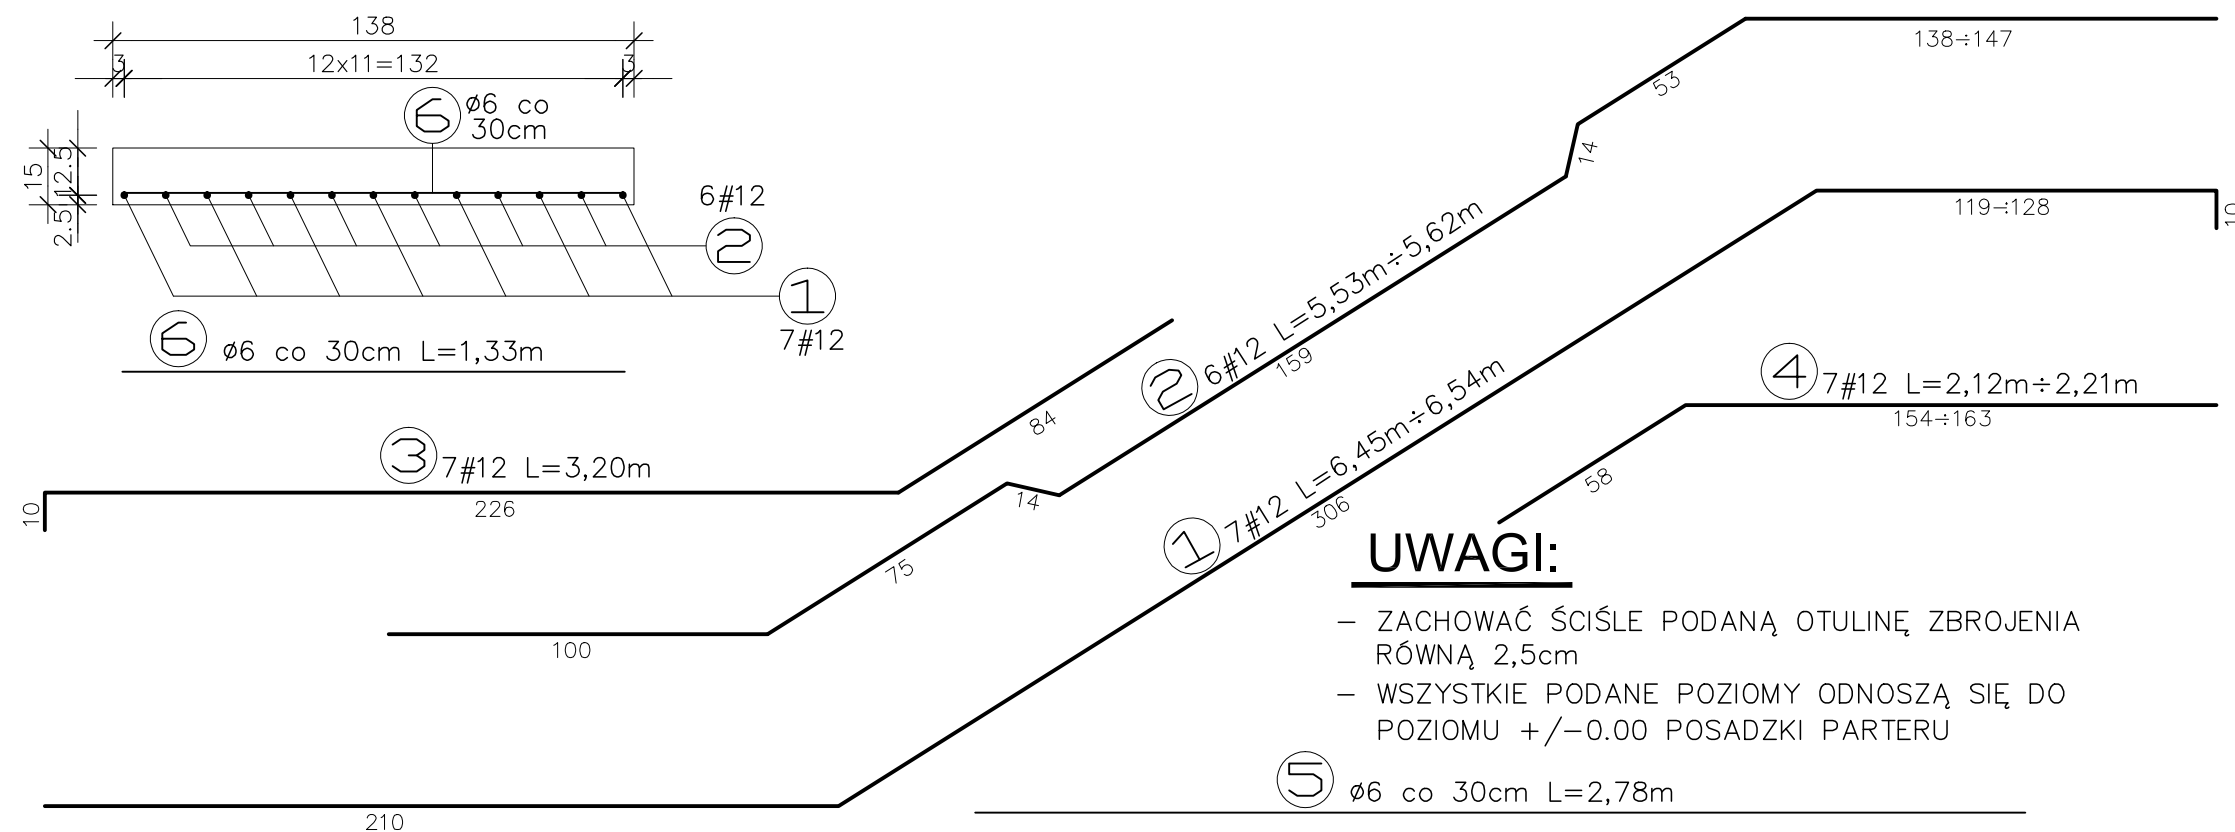 138
3
12x11=132
3
6
ø6 co
30cm
15
12.5
2.5
6#12
2
1
7#12
6
ø6 co 30cm L=1,33m
138÷147
53
14
2
6#12 L=5,53m÷5,62m
159
14
75
100
119÷128
10
1
7#12 L=6,45m÷6,54m
306
210
3
7#12 L=3,20m
84
226
10
4
7#12 L=2,12m÷2,21m
154÷163
58
UWAGI:
– ZACHOWAĆ ŚCIŚLE PODANĄ OTULINĘ ZBROJENIA
RÓWNĄ 2,5cm
– WSZYSTKIE PODANE POZIOMY ODNOSZĄ SIĘ DO
POZIOMU +/−0.00 POSADZKI PARTERU
5
ø6 co 30cm L=2,78m